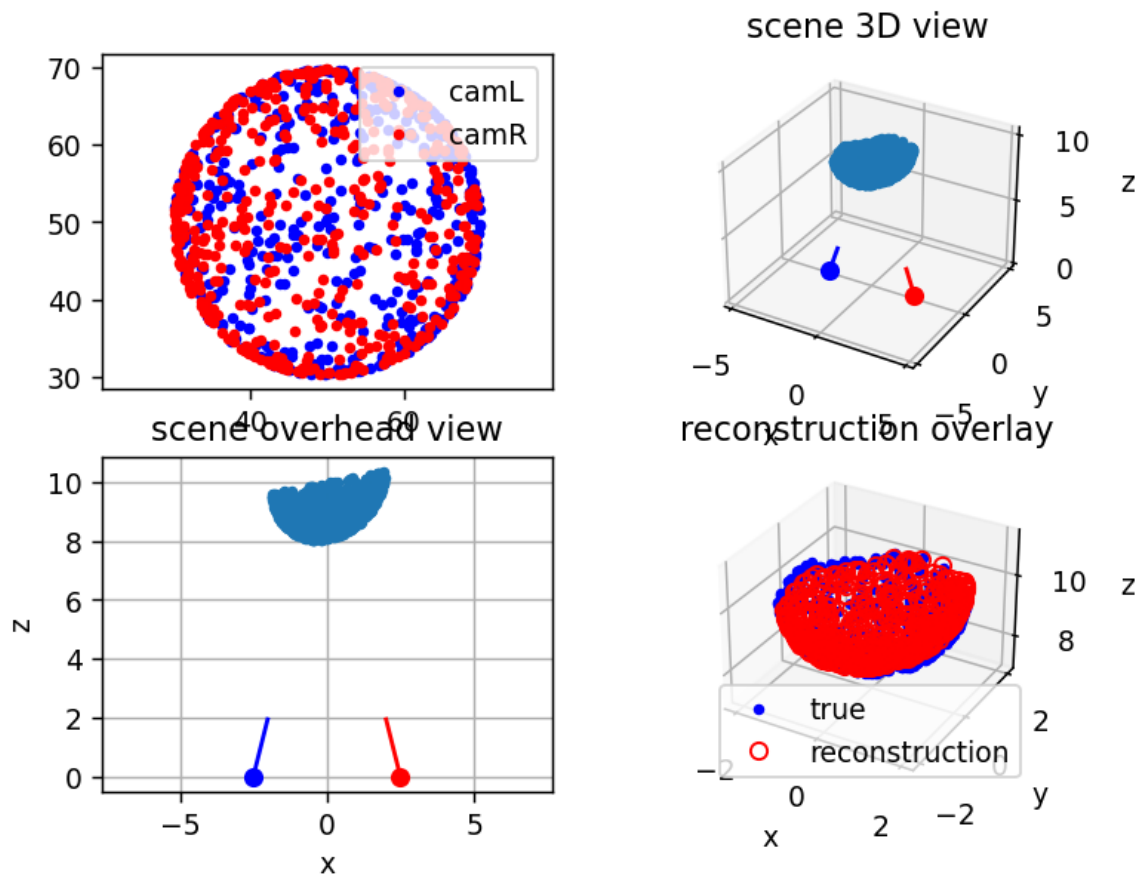 scene 3D view
70
60
50
40
30
camL
camR
40
60
10
5
0
z
−5
0
5
x
−5
0
5
y
scene overhead view
10
8
6
4
2
0
z
−5
0
5
x
reconstruction overlay
10
8
z
true
reconstruction
−2
0
2
x
−2
0
2
y